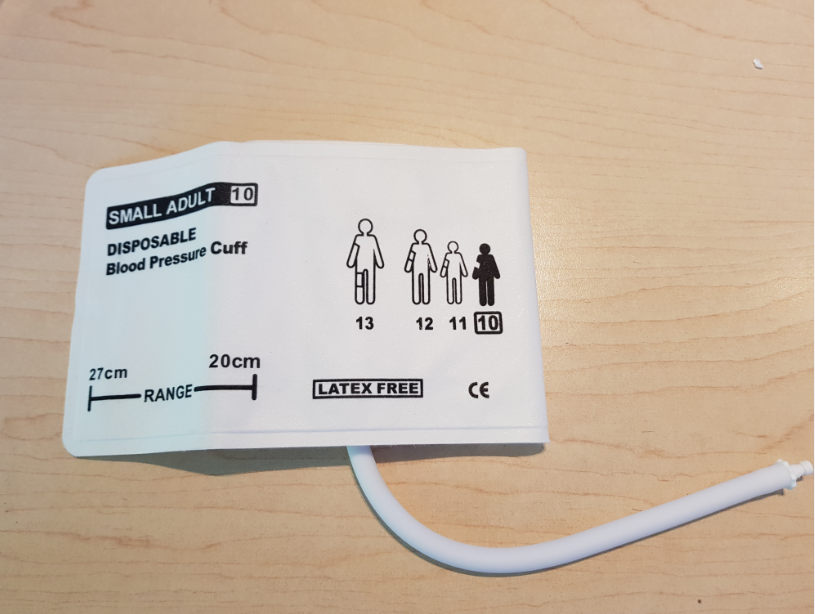 SMALL ADULT 10
DISPOSABLE
Blood Pressure Cuff
27cm RANGE 20cm
13 12 11 10
LATEX FREE CE